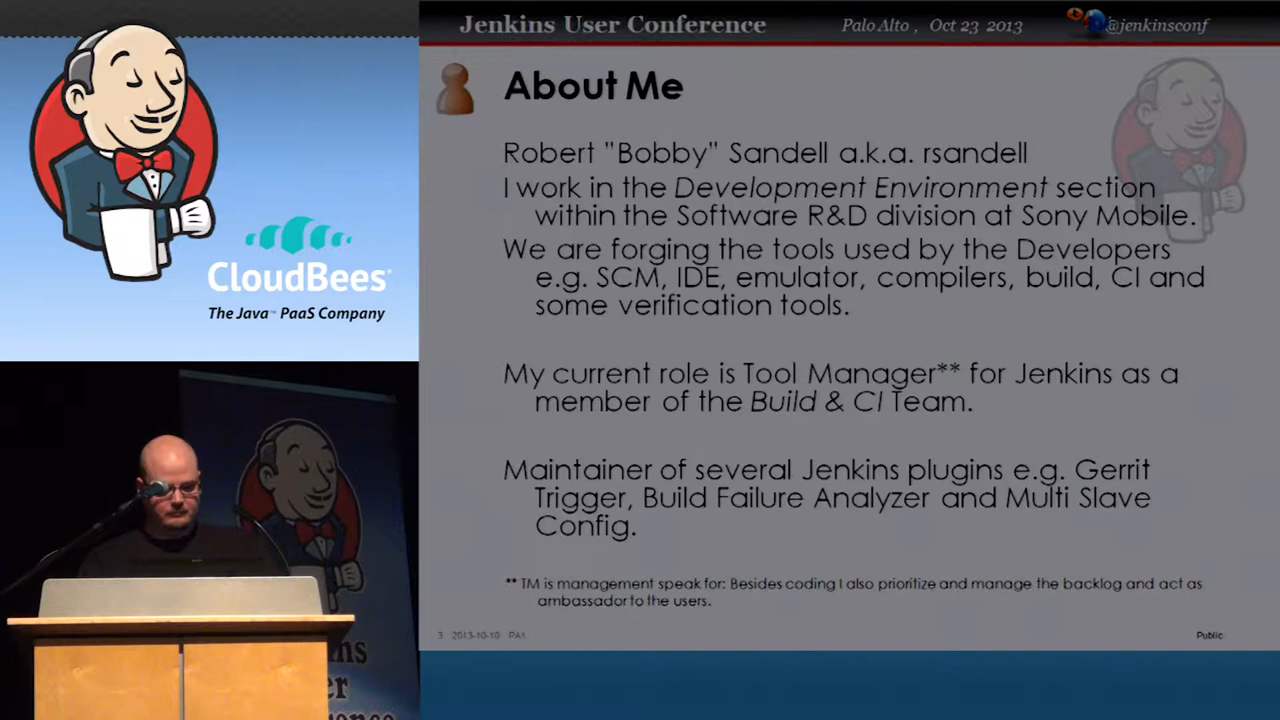 Jenkins User Conference
Palo Alto , Oct 23 2013
@jenkinsconf
About Me
Robert "Bobby" Sandell a.k.a. rsandell
I work in the Development Environment section
within the Software R&D division at Sony Mobile.
We are forging the tools used by the Developers
e.g. SCM, IDE, emulator, compilers, build, CI and
some verification tools.
My current role is Tool Manager** for Jenkins as a
member of the Build & CI Team.
Maintainer of several Jenkins plugins e.g. Gerrit
Trigger, Build Failure Analyzer and Multi Slave
Config.
** TM is management speak for: Besides coding I also prioritize and manage the backlog and act as
ambassador to the users.
3 2013-10-10 PA1
Public
CloudBees
The Java™ PaaS Company